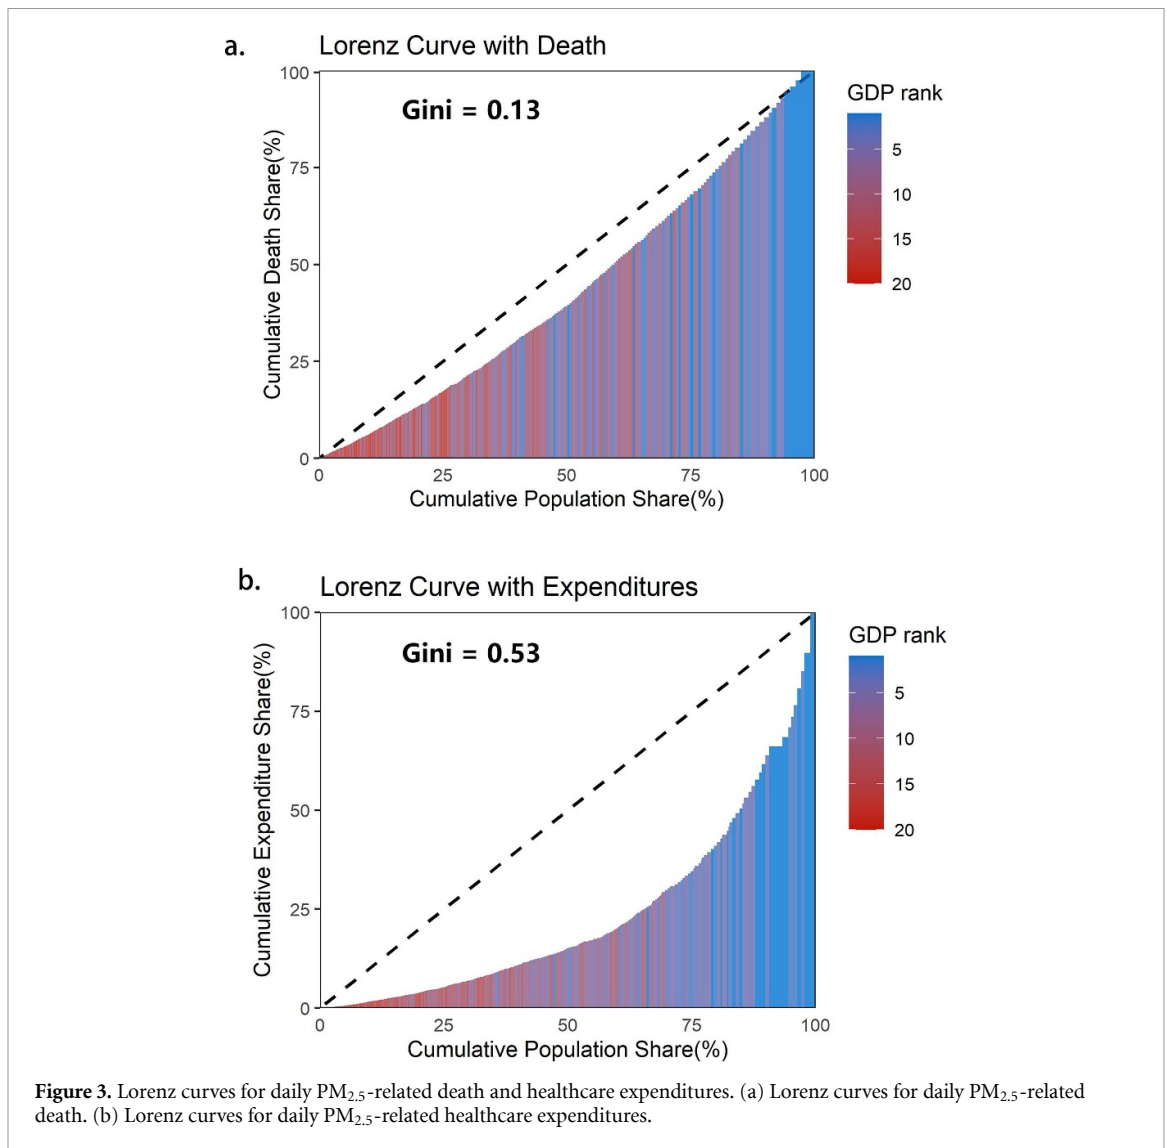 a.
Lorenz Curve with Death
Gini = 0.13
100
75
50
25
0
Cumulative Death Share(%)
0 25 50 75 100
Cumulative Population Share(%)
GDP rank
5
10
15
20
b.
Lorenz Curve with Expenditures
Gini = 0.53
100
75
50
25
0
Cumulative Expenditure Share(%)
0 25 50 75 100
Cumulative Population Share(%)
GDP rank
5
10
15
20
Figure 3. Lorenz curves for daily PM2.5-related death and healthcare expenditures. (a) Lorenz curves for daily PM2.5-related
death. (b) Lorenz curves for daily PM2.5-related healthcare expenditures.